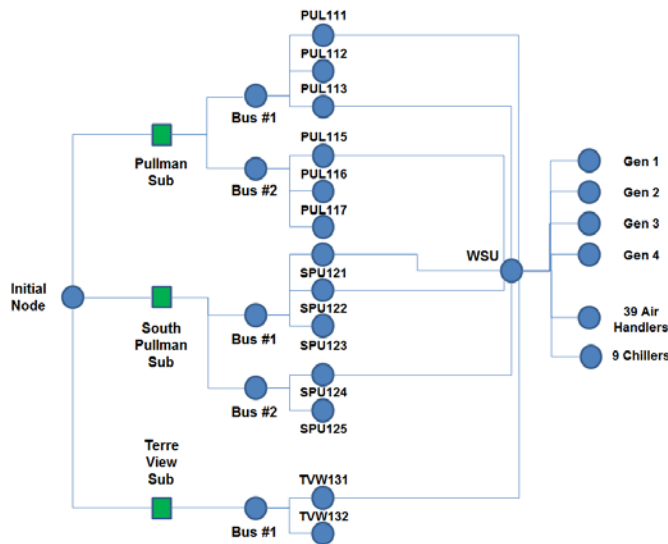 PUL111
PUL112
PUL113
Bus #1
Pullman
Sub
PUL115
PUL116
PUL117
Bus #2
Initial
Node
South
Pullman
Sub
SPU121
SPU122
SPU123
Bus #1
SPU124
SPU125
Bus #2
Terre
View
Sub
TVW131
TVW132
Bus #1
WSU
Gen 1
Gen 2
Gen 3
Gen 4
39 Air
Handlers
9 Chillers